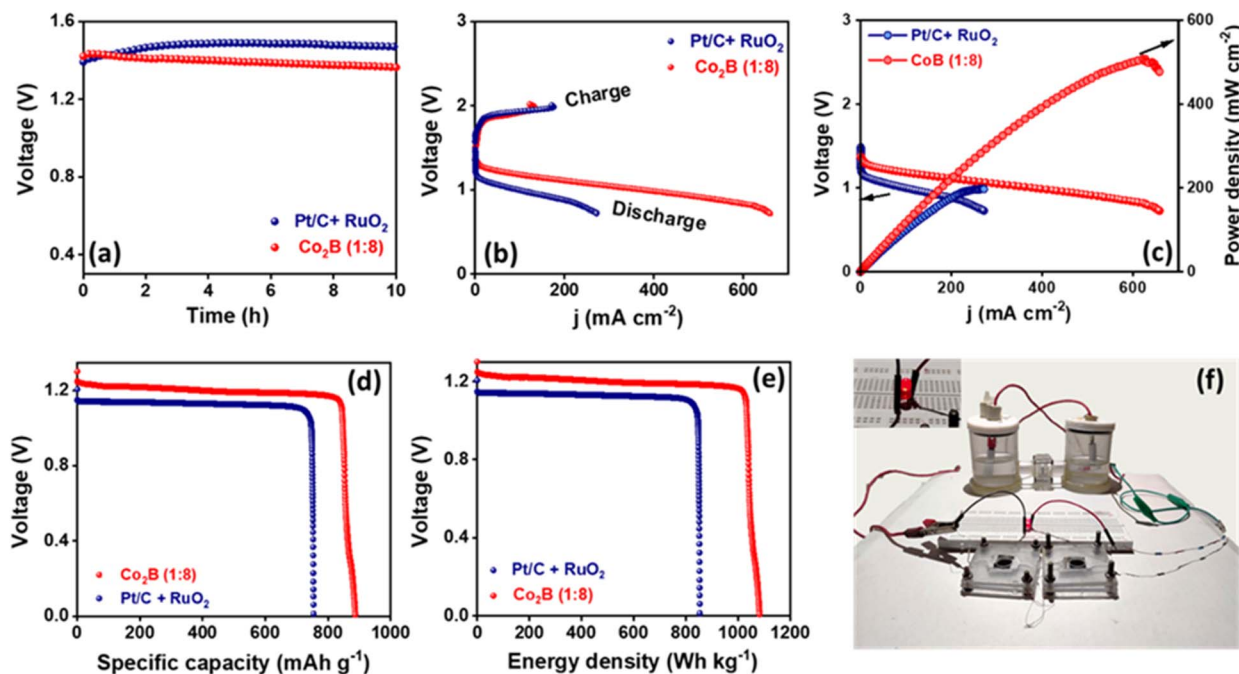 1.6
1.4
1.2
0.8
0.4
Voltage (V)
Pt/C+ RuO₂
Co₂B (1:8)
(a)
0 2 4 6 8 10
Time (h)
3
2
1
0
Voltage (V)
Pt/C+ RuO₂
Co₂B (1:8)
Charge
Discharge
(b)
0 200 400 600
j (mA cm⁻²)
3
2
1
0
Voltage (V)
Pt/C+ RuO₂
CoB (1:8)
(c)
600
500
400
300
200
100
0
Power density (mW cm⁻²)
0 200 400 600
j (mA cm⁻²)
1.2
0.8
0.4
0.0
Voltage (V)
(d)
Co₂B (1:8)
Pt/C + RuO₂
0 200 400 600 800 1000
Specific capacity (mAh g⁻¹)
1.2
0.8
0.4
0.0
Voltage (V)
(e)
Pt/C + RuO₂
Co₂B (1:8)
0 200 400 600 800 1000 1200
Energy density (Wh kg⁻¹)
(f)